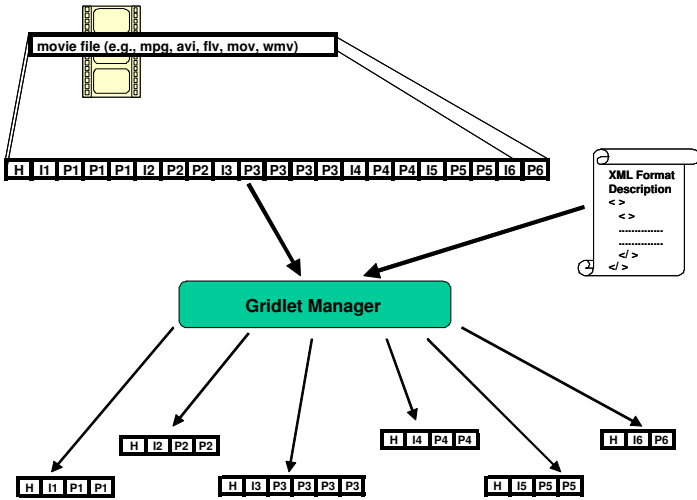 movie file (e.g., mpg, avi, flv, mov, wmv)
H I1 P1 P1 P1 I2 P2 P2 I3 P3 P3 P3 P3 I4 P4 P4 I5 P5 P5 I6 P6
XML Format
Description
< >
< >
--------------
--------------
</ >
</ >
Gridlet Manager
H I2 P2 P2
H I4 P4 P4
H I6 P6
H I1 P1 P1
H I3 P3 P3 P3 P3
H I5 P5 P5